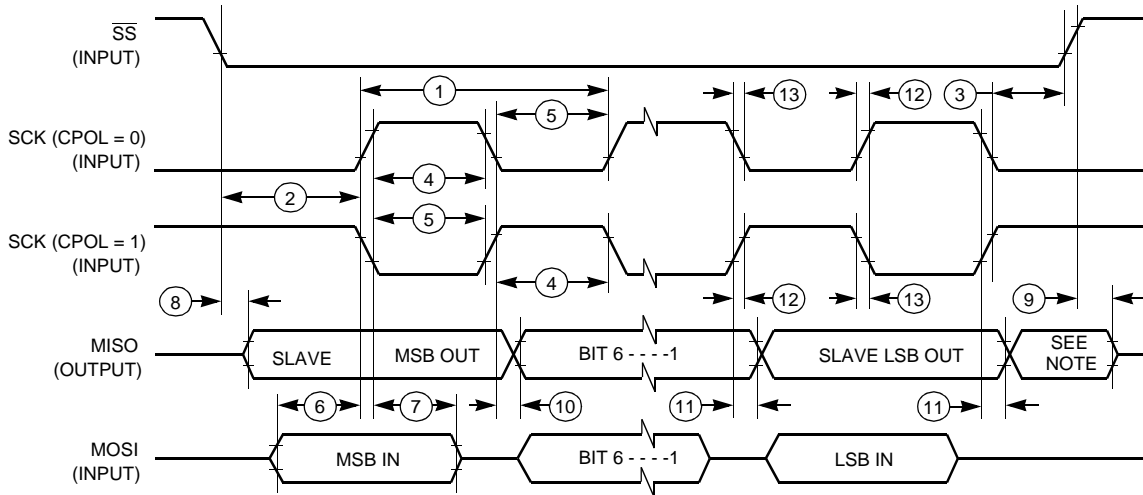 SS
(INPUT)
1
13
12
3
5
SCK (CPOL = 0)
(INPUT)
4
2
5
SCK (CPOL = 1)
(INPUT)
4
8
12
13
9
MISO
(OUTPUT)
SLAVE
MSB OUT
BIT 6 - - - - 1
SLAVE LSB OUT
SEE
NOTE
6
7
10
11
11
MOSI
(INPUT)
MSB IN
BIT 6 - - - - 1
LSB IN